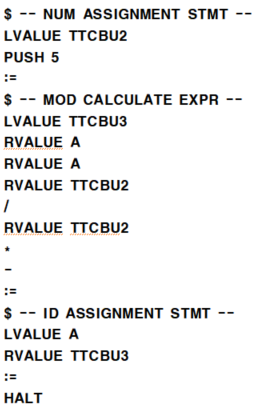 $ -- NUM ASSIGNMENT STMT --
LVALUE TTCBU2
PUSH 5
:=
$ -- MOD CALCULATE EXPR --
LVALUE TTCBU3
RVALUE A
RVALUE A
RVALUE TTCBU2
/
RVALUE TTCBU2
*
-
:=
$ -- ID ASSIGNMENT STMT --
LVALUE A
RVALUE TTCBU3
:=
HALT